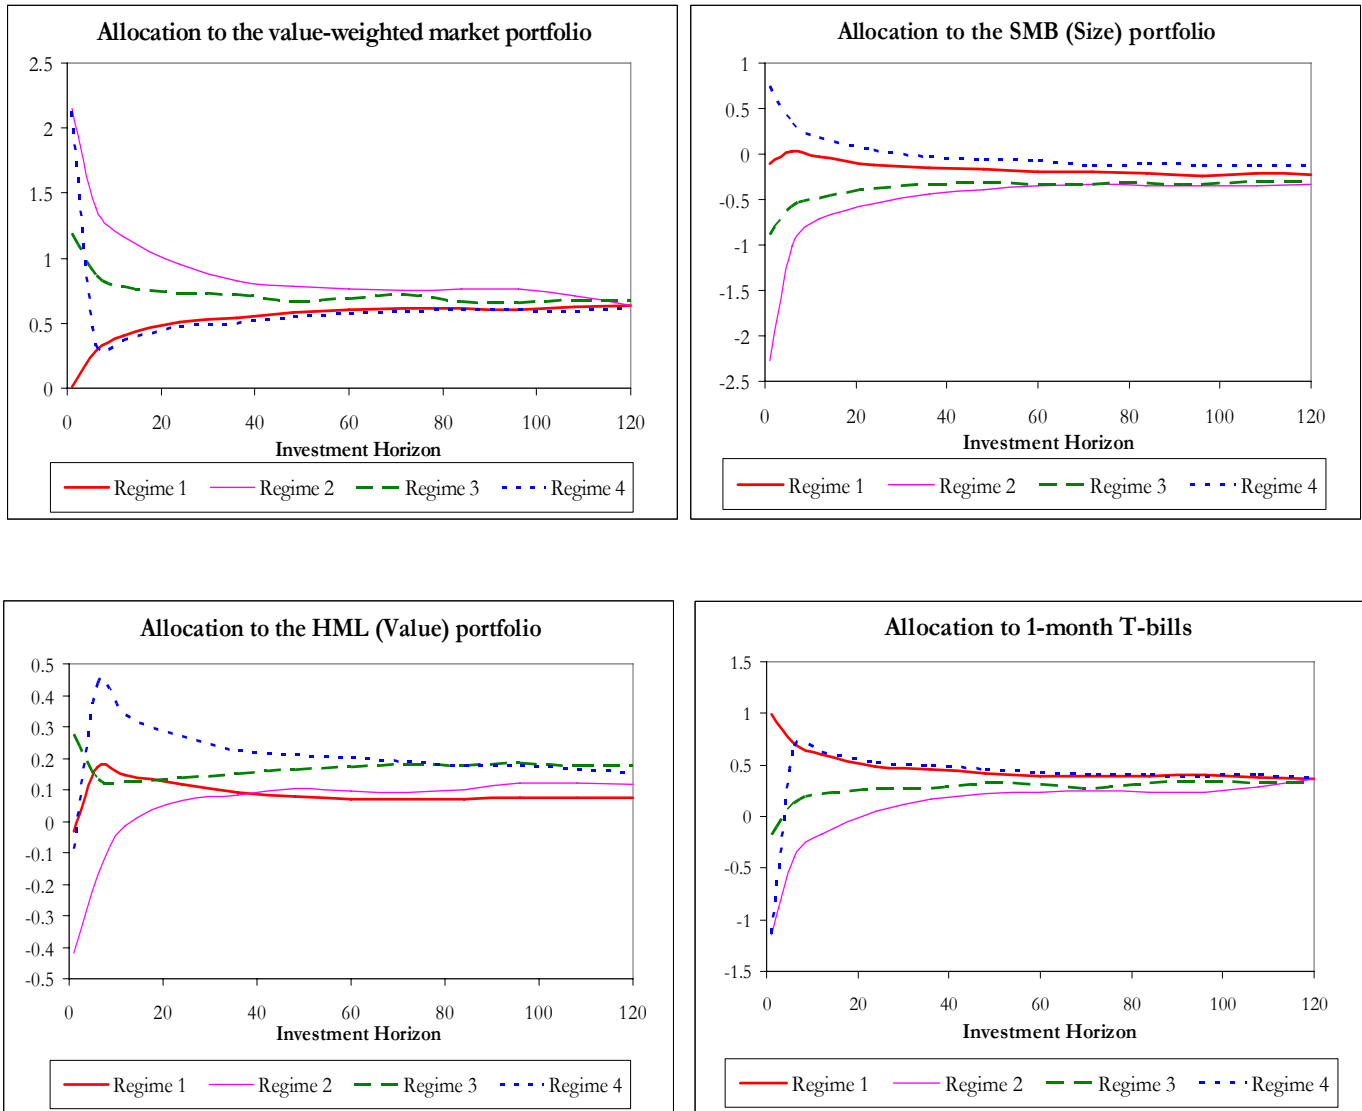 Allocation to the value-weighted market portfolio
2.5
2
1.5
1
0.5
0
0 20 40 60 80 100 120
Investment Horizon
Regime 1 Regime 2 Regime 3 Regime 4
Allocation to the SMB (Size) portfolio
1
0.5
0
-0.5
-1
-1.5
-2
-2.5
0 20 40 60 80 100 120
Investment Horizon
Regime 1 Regime 2 Regime 3 Regime 4
Allocation to the HML (Value) portfolio
0.5
0.4
0.3
0.2
0.1
0
-0.1
-0.2
-0.3
-0.4
-0.5
0 20 40 60 80 100 120
Investment Horizon
Regime 1 Regime 2 Regime 3 Regime 4
Allocation to 1-month T-bills
1.5
1
0.5
0
-0.5
-1
-1.5
0 20 40 60 80 100 120
Investment Horizon
Regime 1 Regime 2 Regime 3 Regime 4